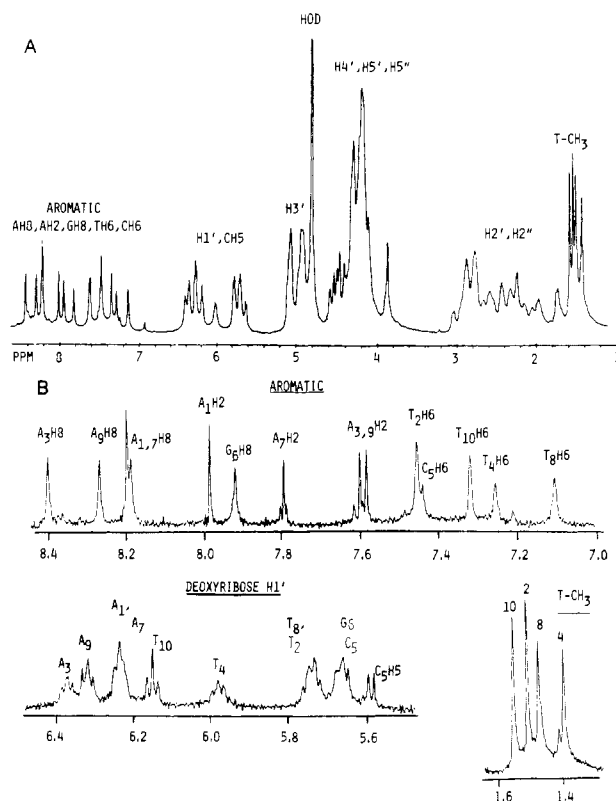 A
HOD
H4',H5',H5"
T-CH3
AROMATIC
AH8,AH2,GH8,TH6,CH6
H1',CH5
H3'
H2',H2"
PPM 8 7 6 5 4 3 2 1
B
AROMATIC
A3H8
A9H8
A1,7H8
A1H2
G6H8
A7H2
A3,9H2
T2H6
C5H6
T10H6
T4H6
T8H6
8.4 8.2 8.0 7.8 7.6 7.4 7.2 7.0
DEOXYRIBOSE H1'
A3
A9
A1,
A7
T10
T4
T8,
T2
G6
C5
C5H5
6.4 6.2 6.0 5.8 5.6
T-CH3
10
2
8
4
1.6 1.4